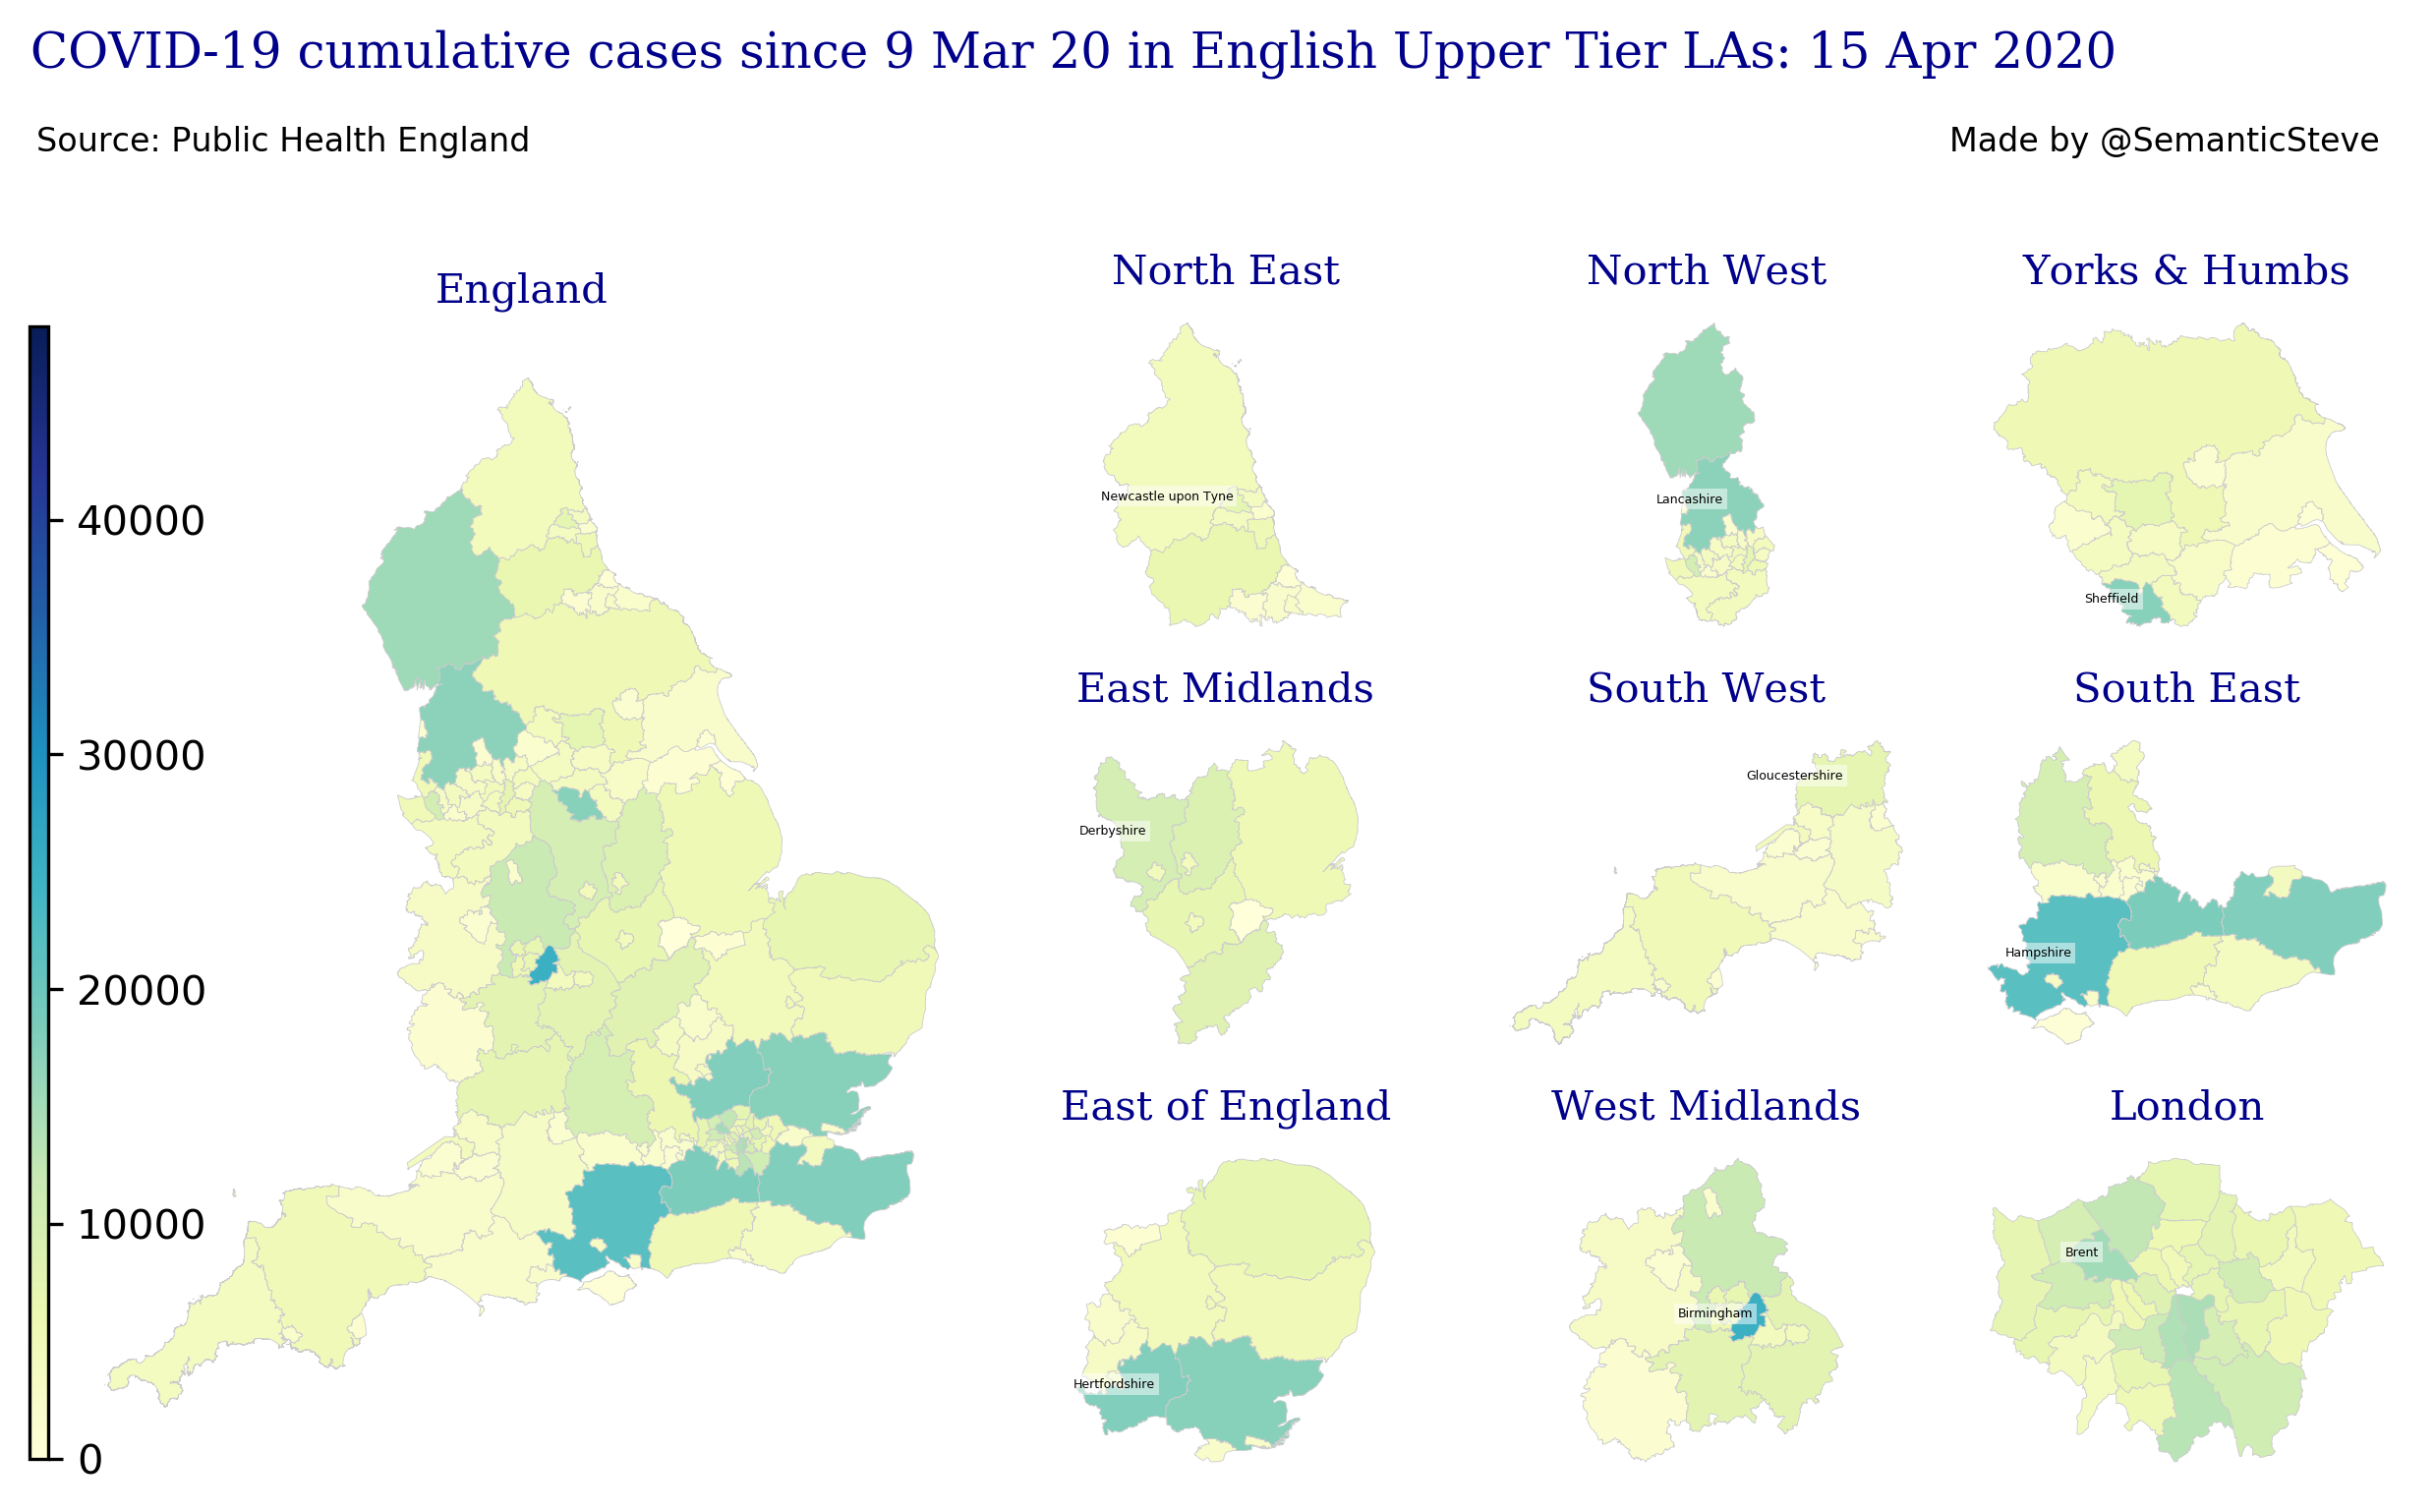 COVID-19 cumulative cases since 9 Mar 20 in English Upper Tier LAs: 15 Apr 2020
Source: Public Health England
Made by @SemanticSteve
England
40000
30000
20000
10000
0
North East
Newcastle upon Tyne
North West
Lancashire
Yorks & Humbs
Sheffield
East Midlands
Derbyshire
South West
Gloucestershire
South East
Hampshire
East of England
Hertfordshire
West Midlands
Birmingham
London
Brent